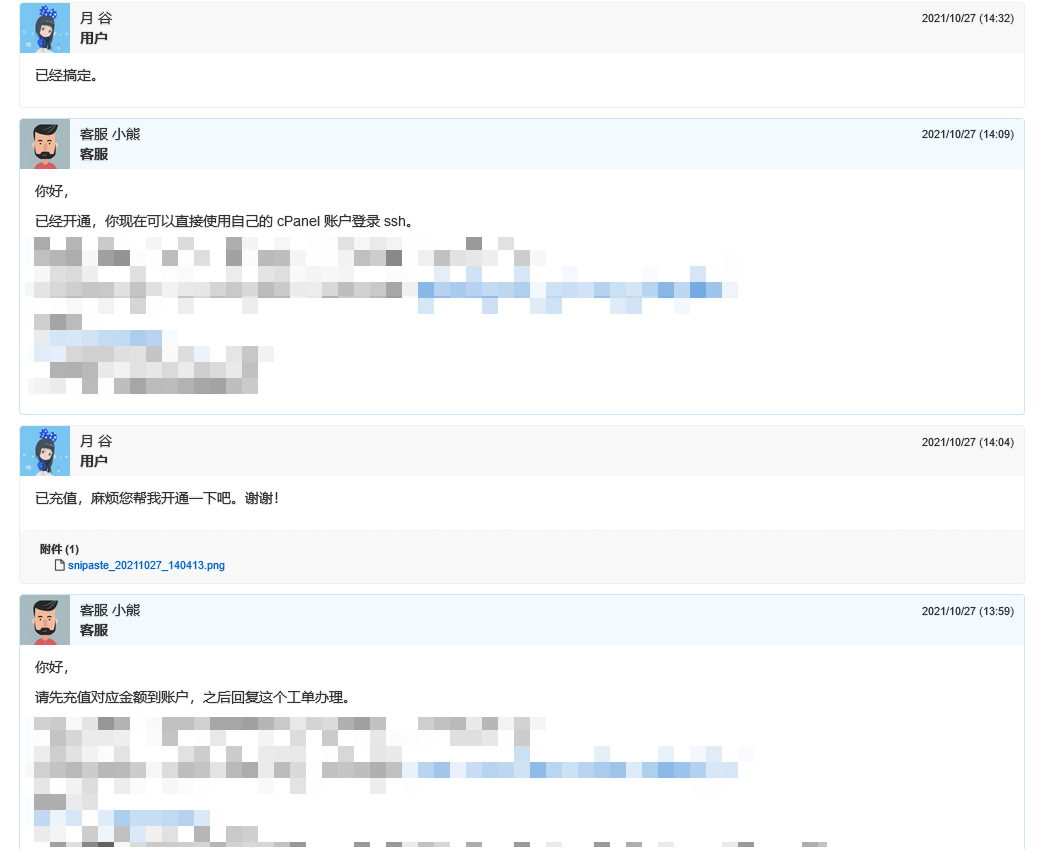 月 谷
2021/10/27 (14:32)
用户
已经搞定。
客服 小熊
2021/10/27 (14:09)
客服
你好，
已经开通，你现在可以直接使用自己的 cPanel 账户登录 ssh。
月 谷
2021/10/27 (14:04)
用户
已充值，麻烦您帮我开通一下吧。谢谢！
附件 (1)
snipaste_20211027_140413.png
客服 小熊
2021/10/27 (13:59)
客服
你好，
请先充值对应金额到账户，之后回复这个工单办理。